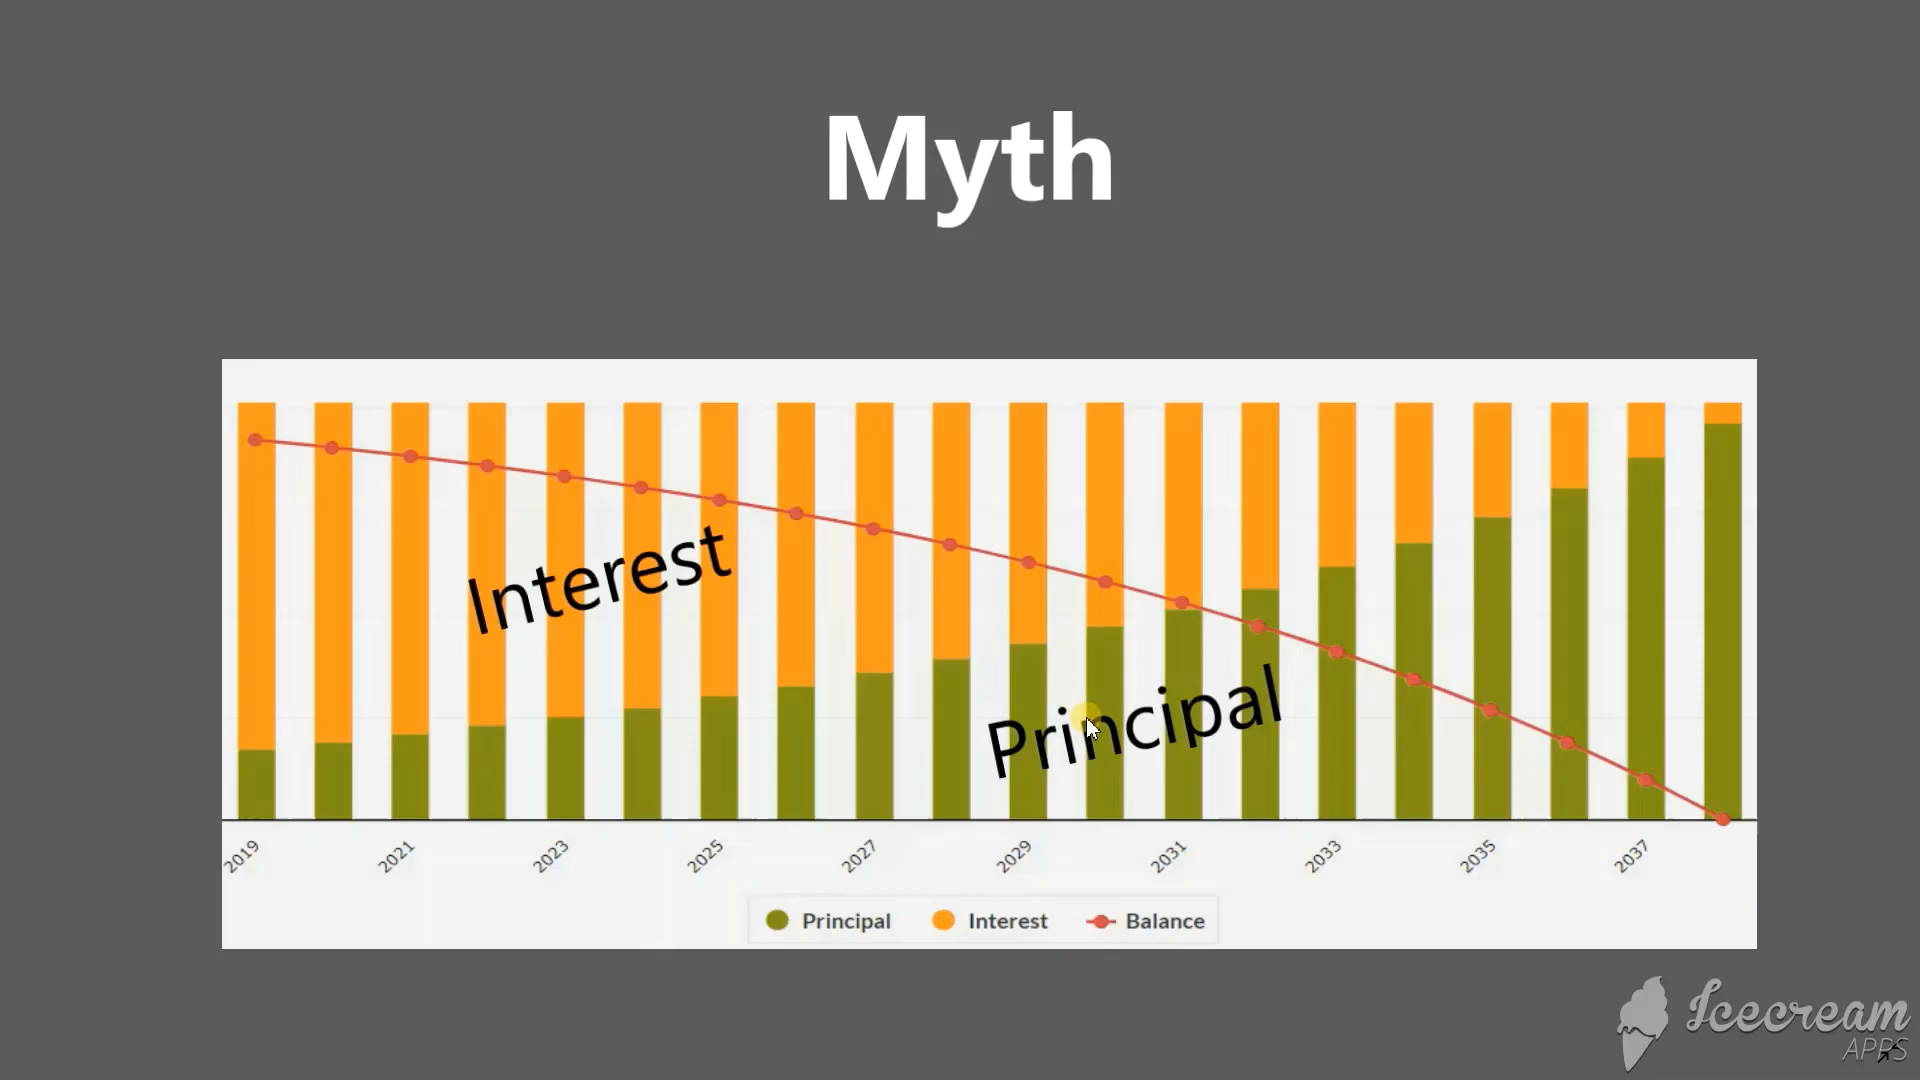 Myth
Interest
Principal
2019 2021 2023 2025 2027 2029 2031 2033 2035 2037
Principal Interest Balance
Icecream
APPS